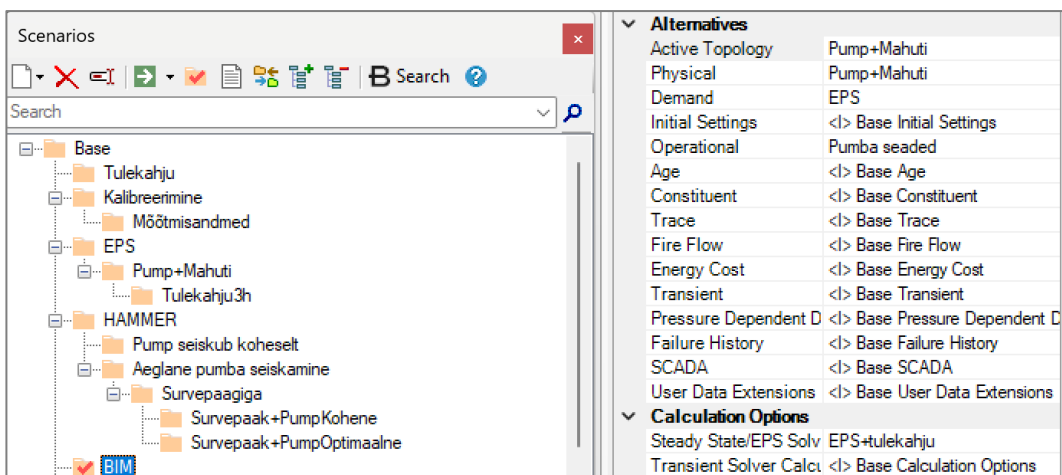 Scenarios
Search
Search
Base
Tulekahju
Kalibreerimine
Mõõtmisandmed
EPS
Pump+Mahuti
Tulekahju3h
HAMMER
Pump seiskub koheselt
Aeglane pumba seiskamine
Survepaagiga
Survepaak+PumpKohene
Survepaak+PumpOptimaalne
BIM
Alternatives
Active Topology Pump+Mahuti
Physical Pump+Mahuti
Demand EPS
Initial Settings <I> Base Initial Settings
Operational Pumba seaded
Age <I> Base Age
Constituent <I> Base Constituent
Trace <I> Base Trace
Fire Flow <I> Base Fire Flow
Energy Cost <I> Base Energy Cost
Transient <I> Base Transient
Pressure Dependent D <I> Base Pressure Dependent D
Failure History <I> Base Failure History
SCADA <I> Base SCADA
User Data Extensions <I> Base User Data Extensions
Calculation Options
Steady State/EPS Solv EPS+tulekahju
Transient Solver Calcu <I> Base Calculation Options